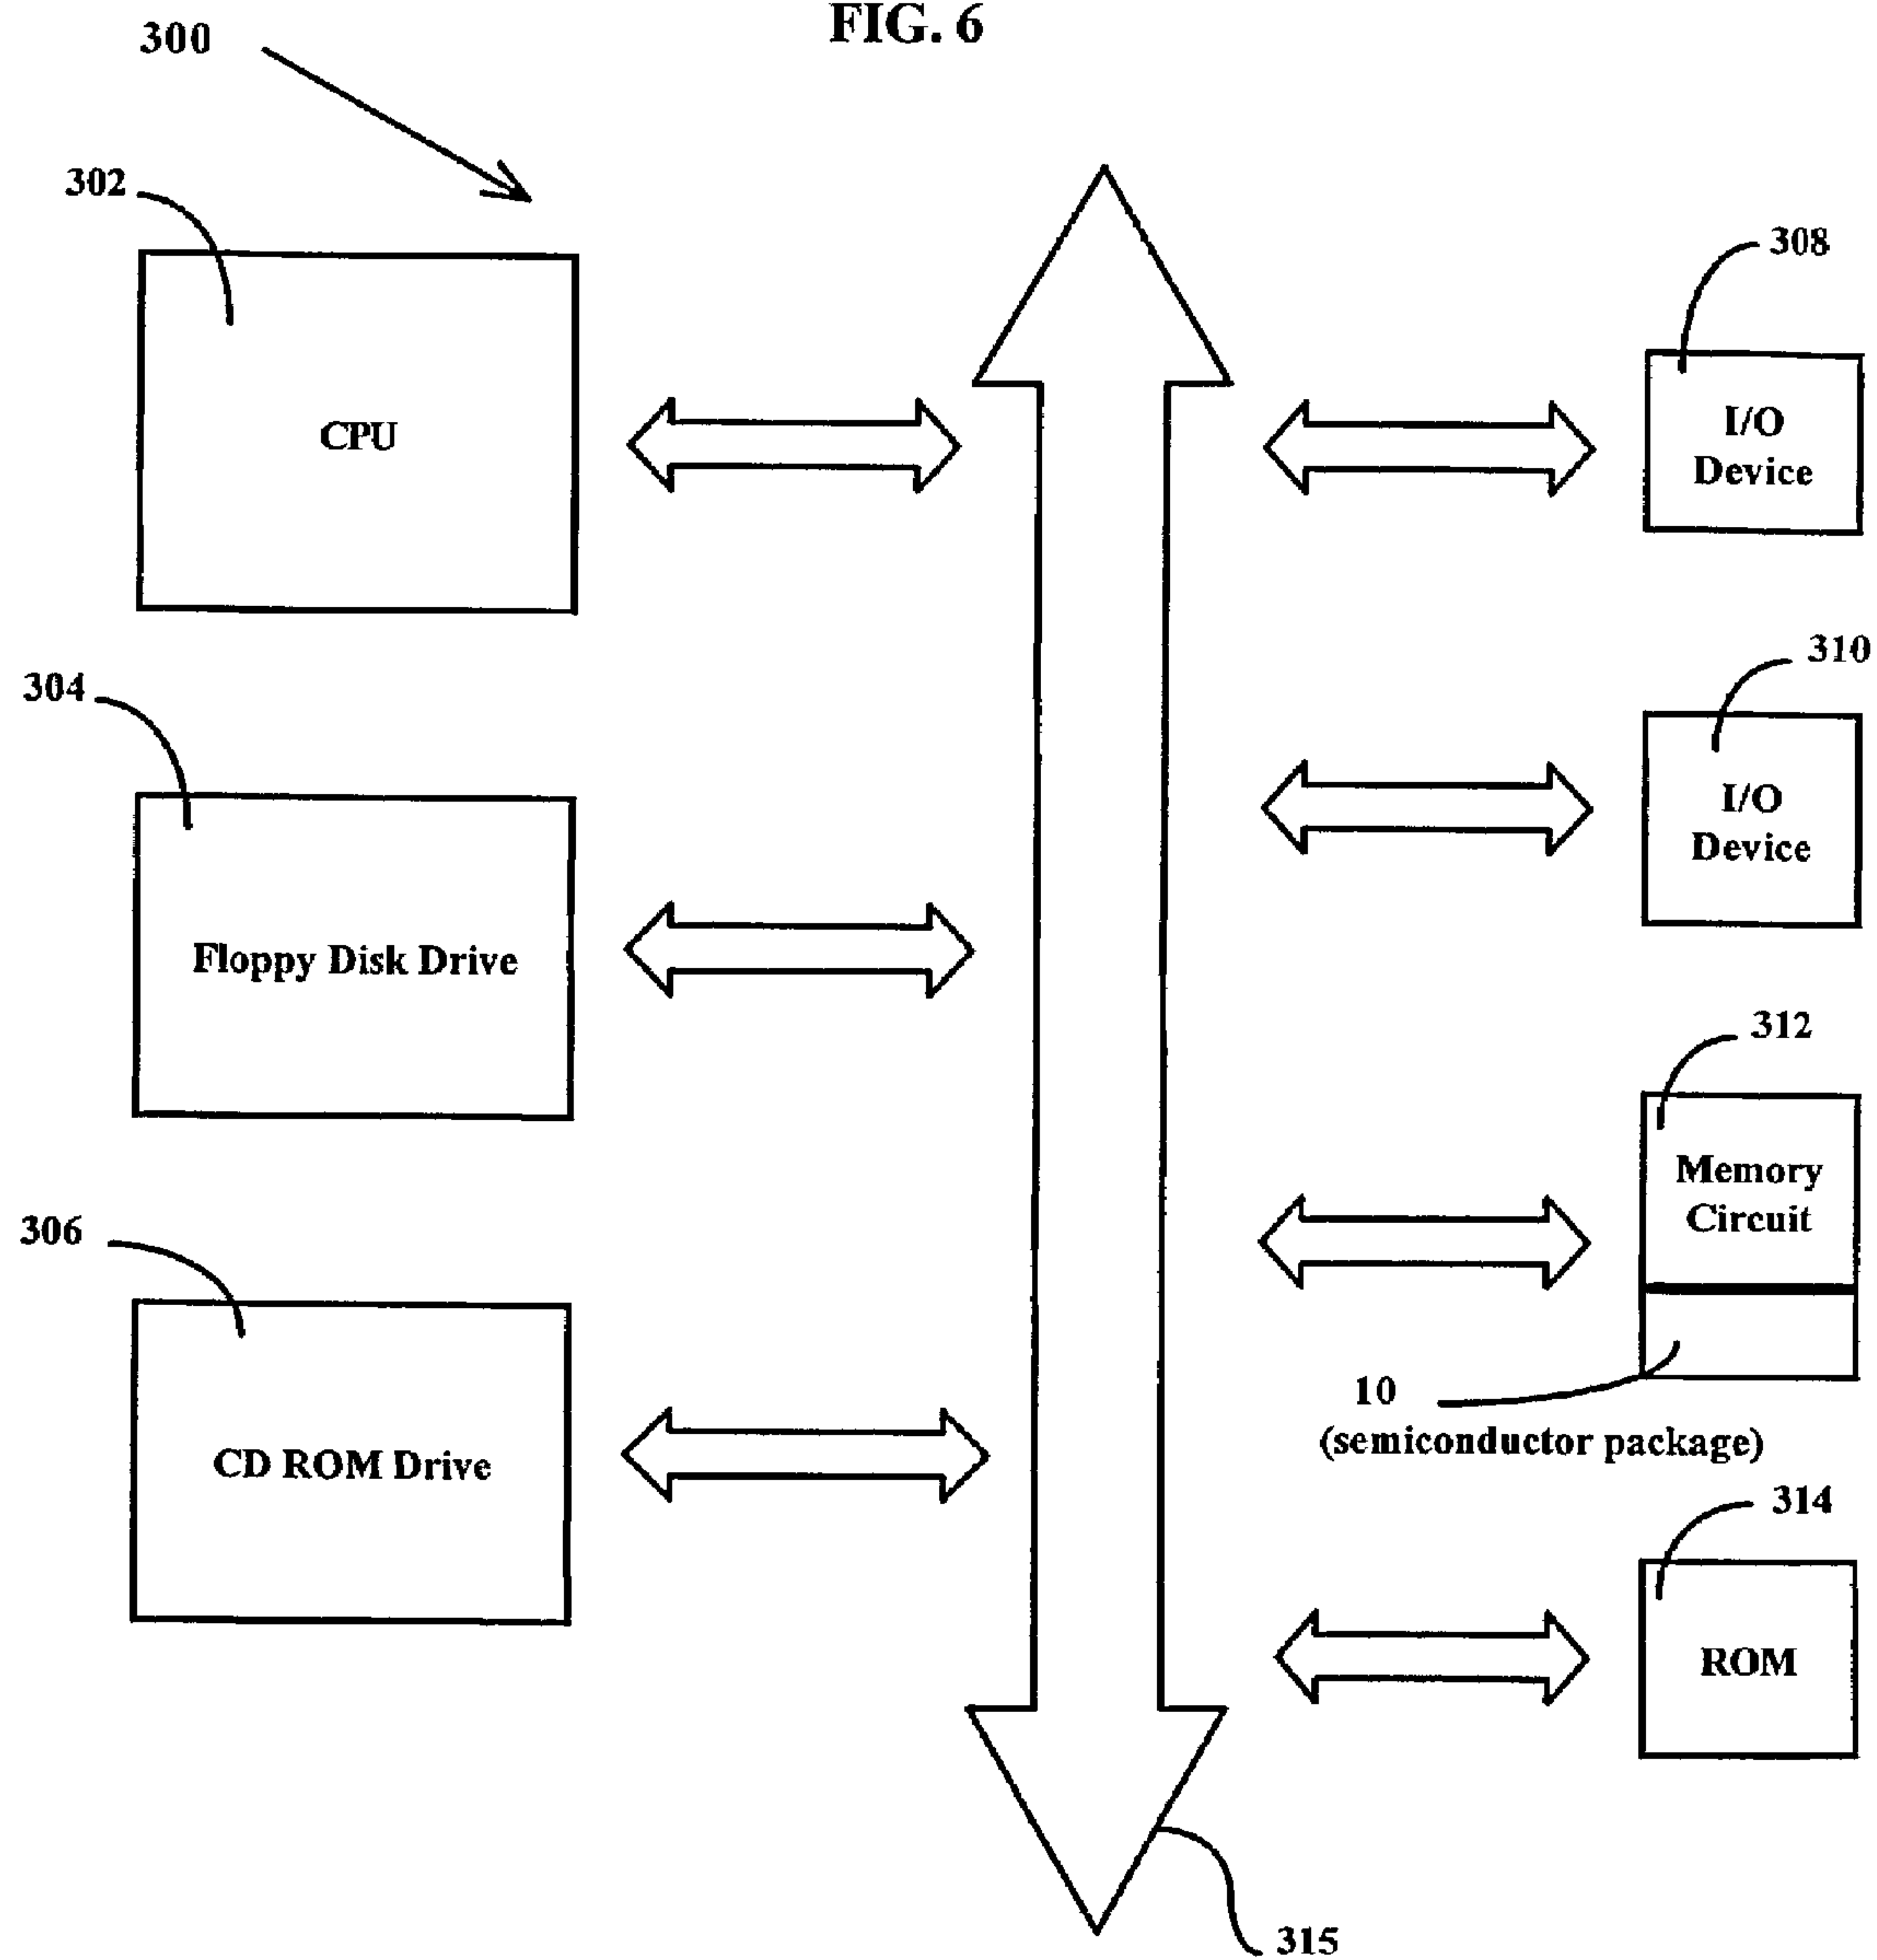 FIG. 6
300
302
CPU
308
I/O
Device
304
310
I/O
Device
Floppy Disk Drive
312
Memory
Circuit
306
10
(semiconductor package)
CD ROM Drive
314
ROM
315